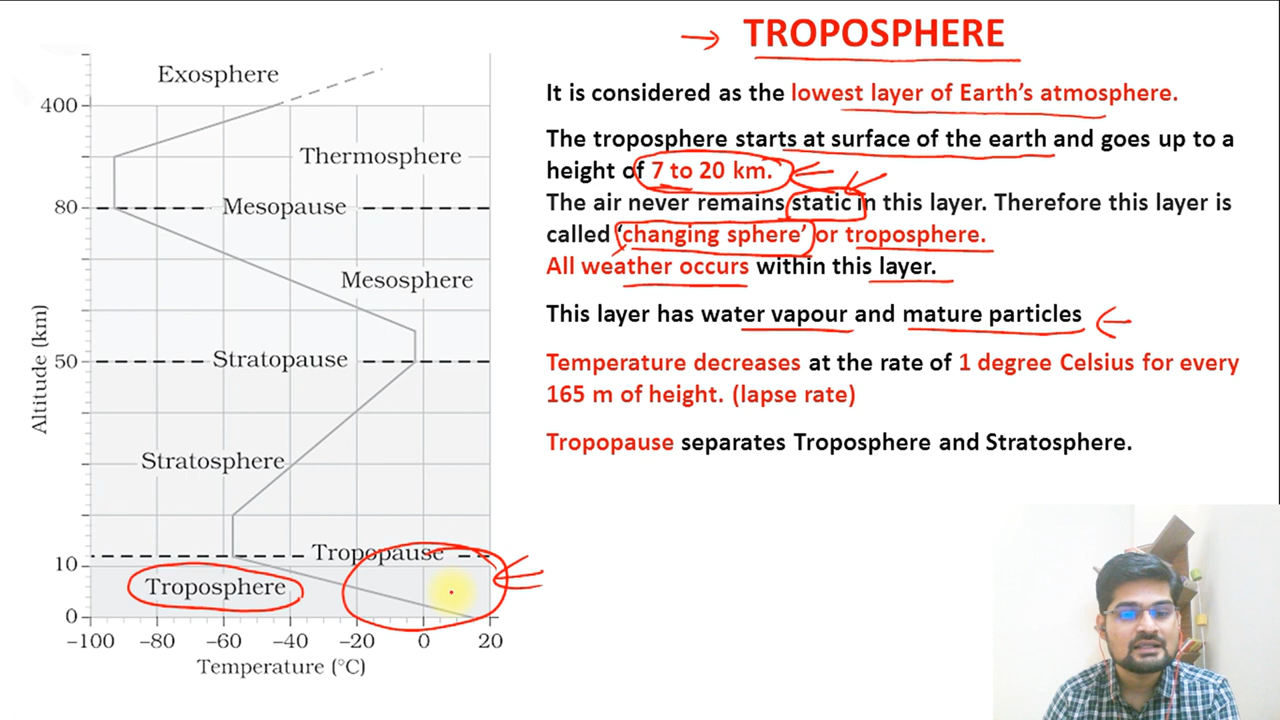 TROPOSPHERE
It is considered as the lowest layer of Earth's atmosphere.
The troposphere starts at surface of the earth and goes up to a
height of 7 to 20 km.
The air never remains static in this layer. Therefore this layer is
called 'changing sphere' or troposphere.
All weather occurs within this layer.
This layer has water vapour and mature particles
Temperature decreases at the rate of 1 degree Celsius for every
165 m of height. (lapse rate)
Tropopause separates Troposphere and Stratosphere.
Exosphere
400
Thermosphere
80
Mesopause
Mesosphere
Altitude (km)
50
Stratopause
Stratosphere
Tropopause
10
Troposphere
0
−100 −80 −60 −40 −20 0 20
Temperature (°C)